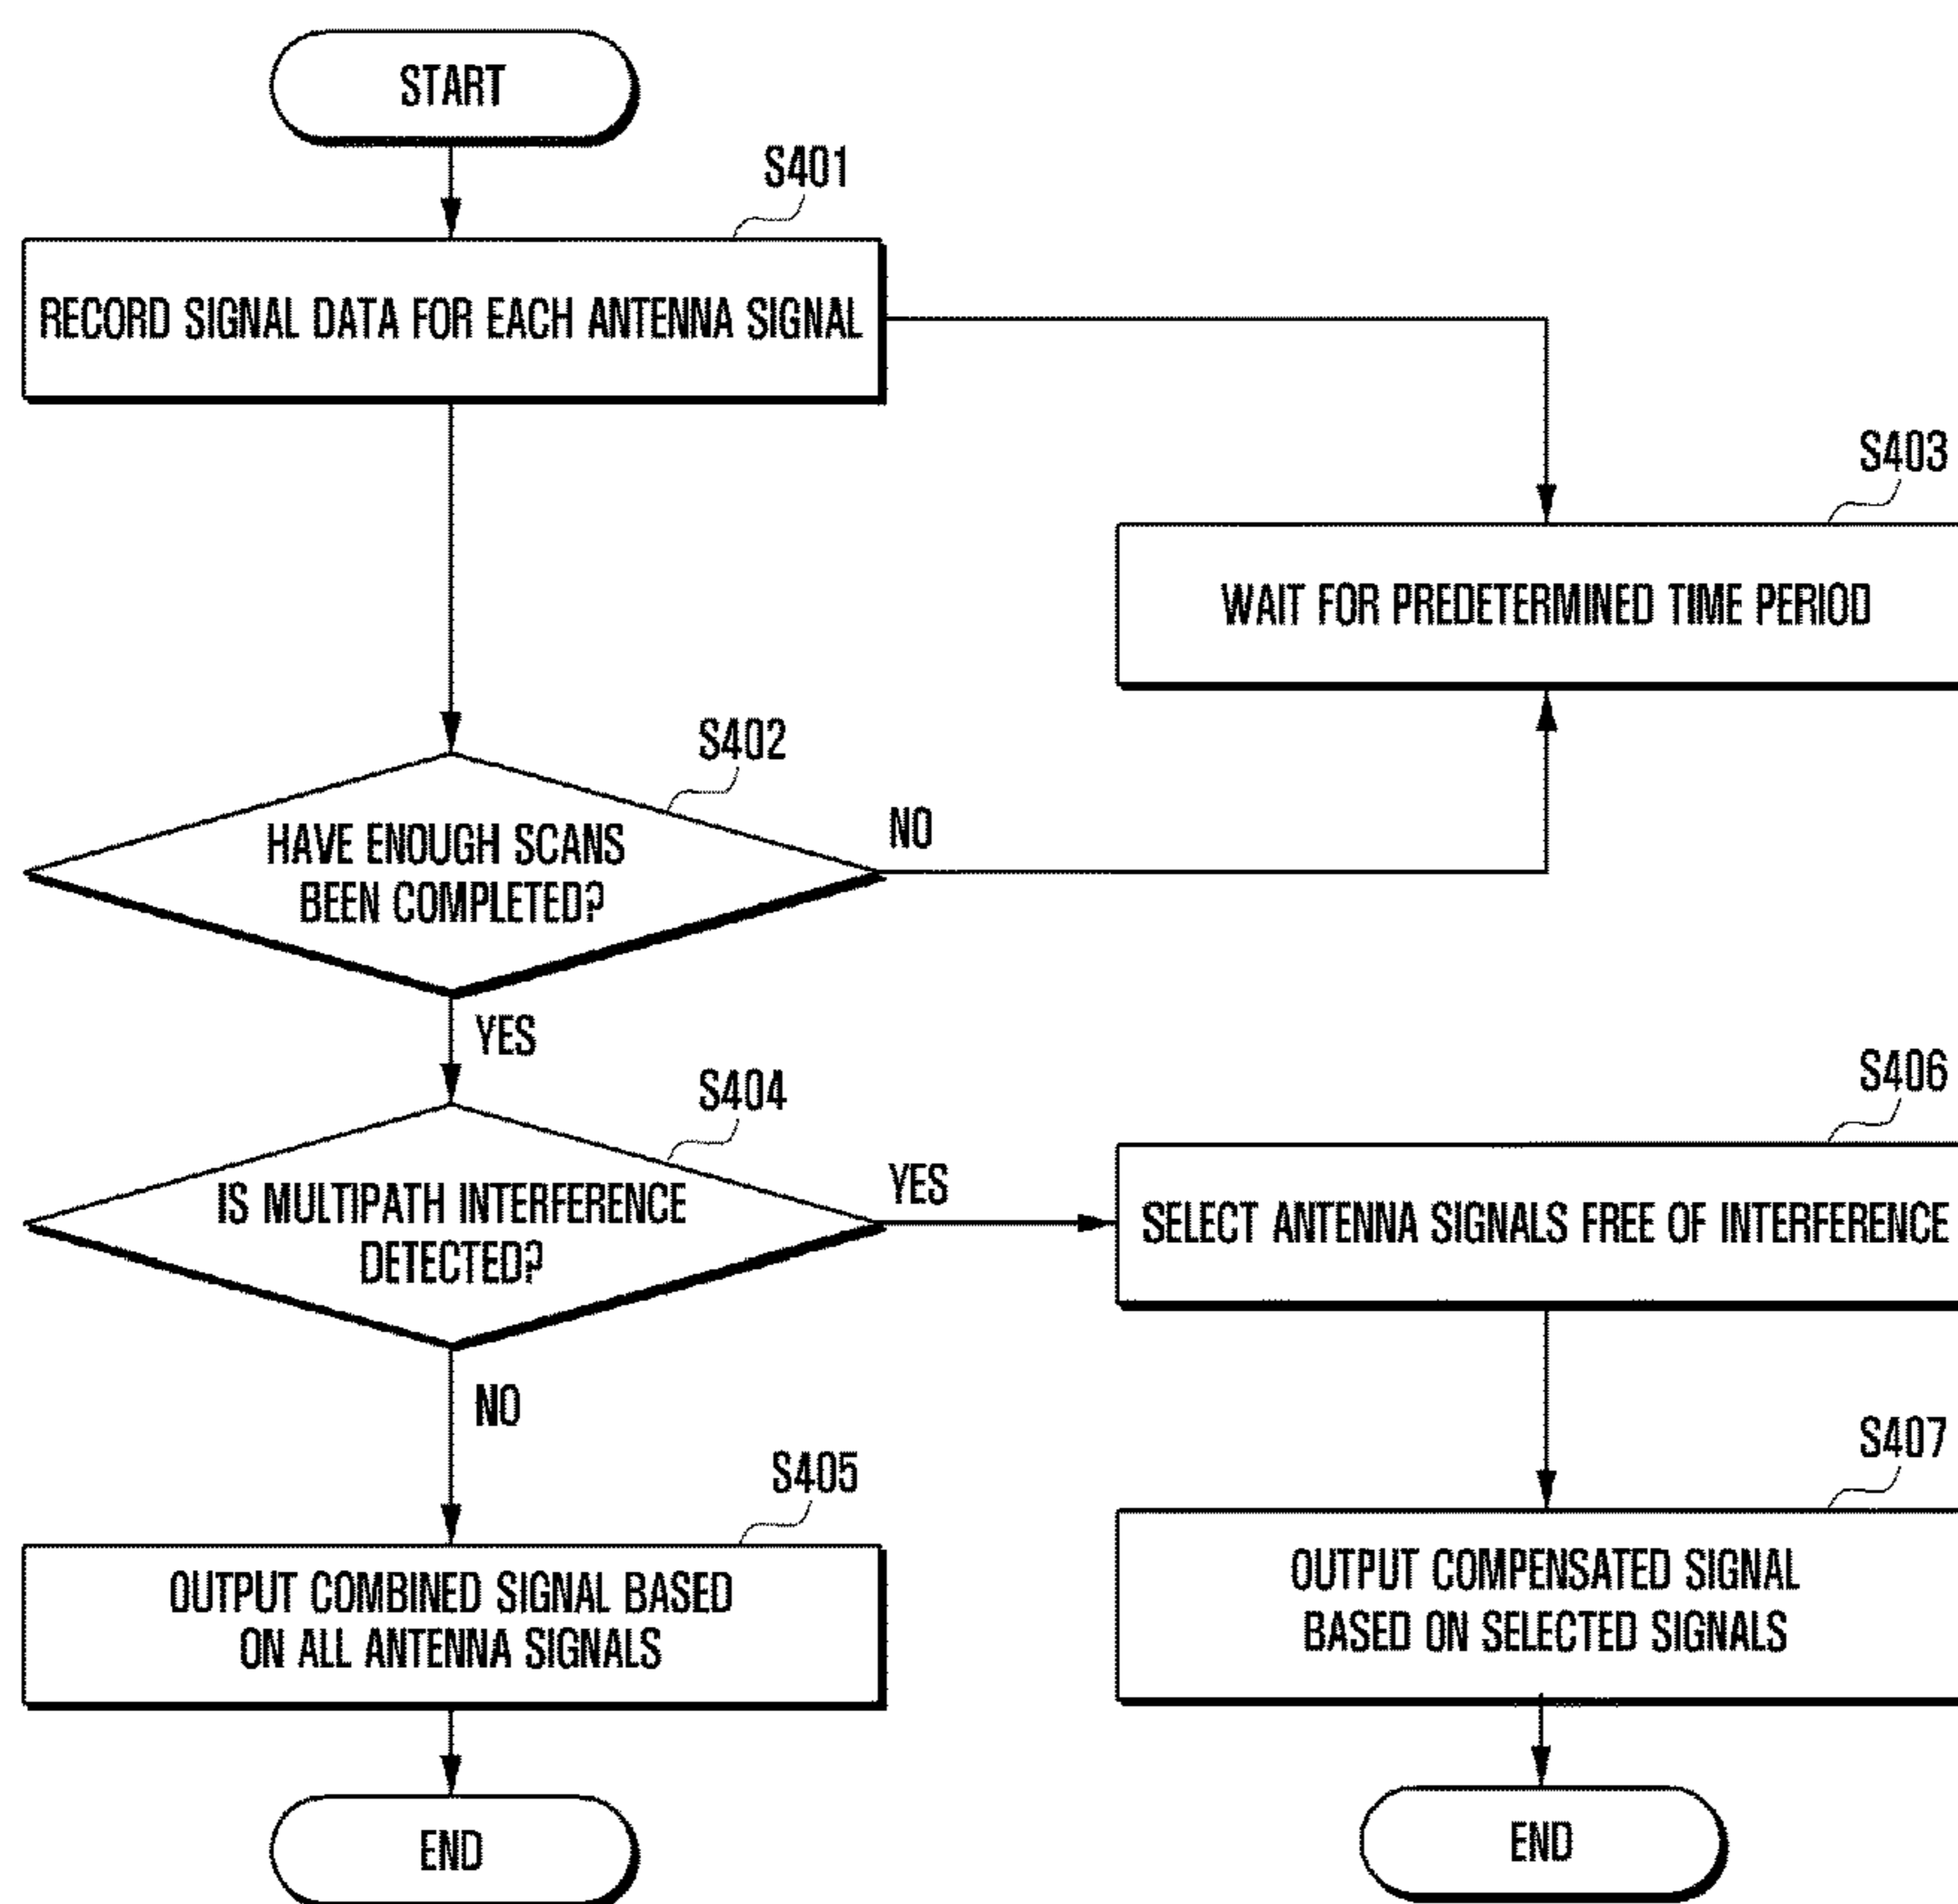 START
S401
RECORD SIGNAL DATA FOR EACH ANTENNA SIGNAL
S403
WAIT FOR PREDETERMINED TIME PERIOD
S402
HAVE ENOUGH SCANS
BEEN COMPLETED?
NO
YES
S404
IS MULTIPATH INTERFERENCE
DETECTED?
YES
S406
SELECT ANTENNA SIGNALS FREE OF INTERFERENCE
NO
S405
OUTPUT COMBINED SIGNAL BASED
ON ALL ANTENNA SIGNALS
S407
OUTPUT COMPENSATED SIGNAL
BASED ON SELECTED SIGNALS
END
END